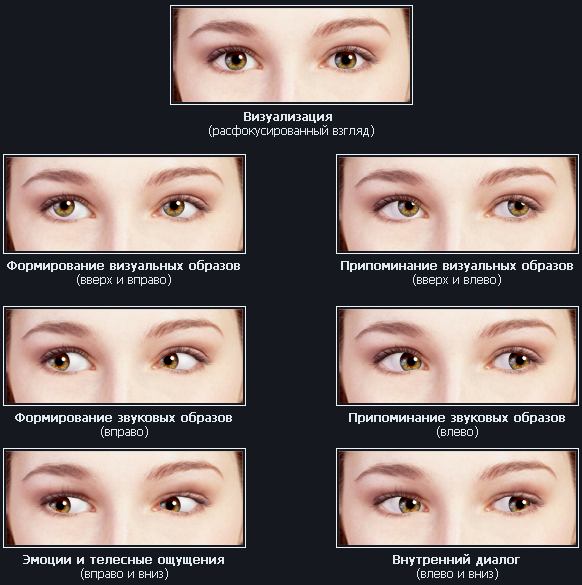 Визуализация
(расфокусированный взгляд)
Формирование визуальных образов
(вверх и вправо)
Припоминание визуальных образов
(вверх и влево)
Формирование звуковых образов
(вправо)
Припоминание звуковых образов
(влево)
Эмоции и телесные ощущения
(вправо и вниз)
Внутренний диалог
(влево и вниз)